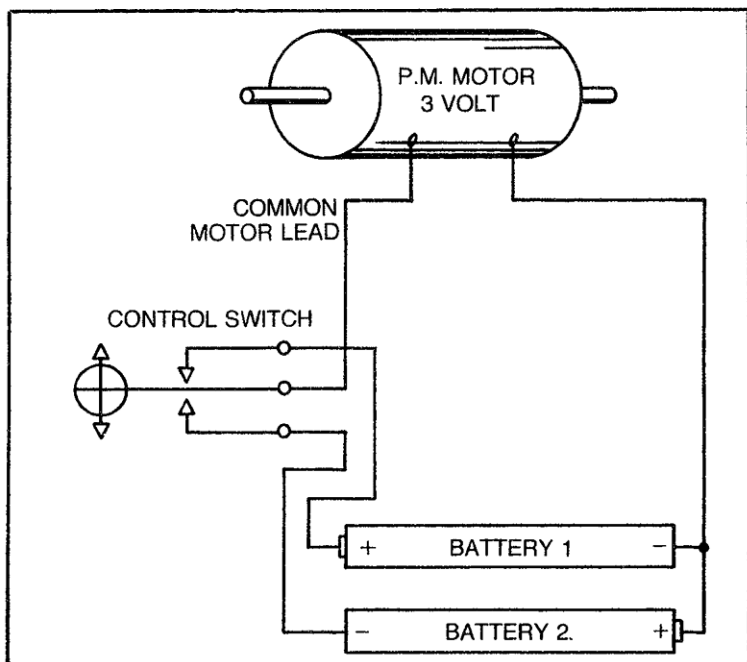 P.M. MOTOR
3 VOLT
COMMON
MOTOR LEAD
CONTROL SWITCH
+ BATTERY 1 -
- BATTERY 2. +